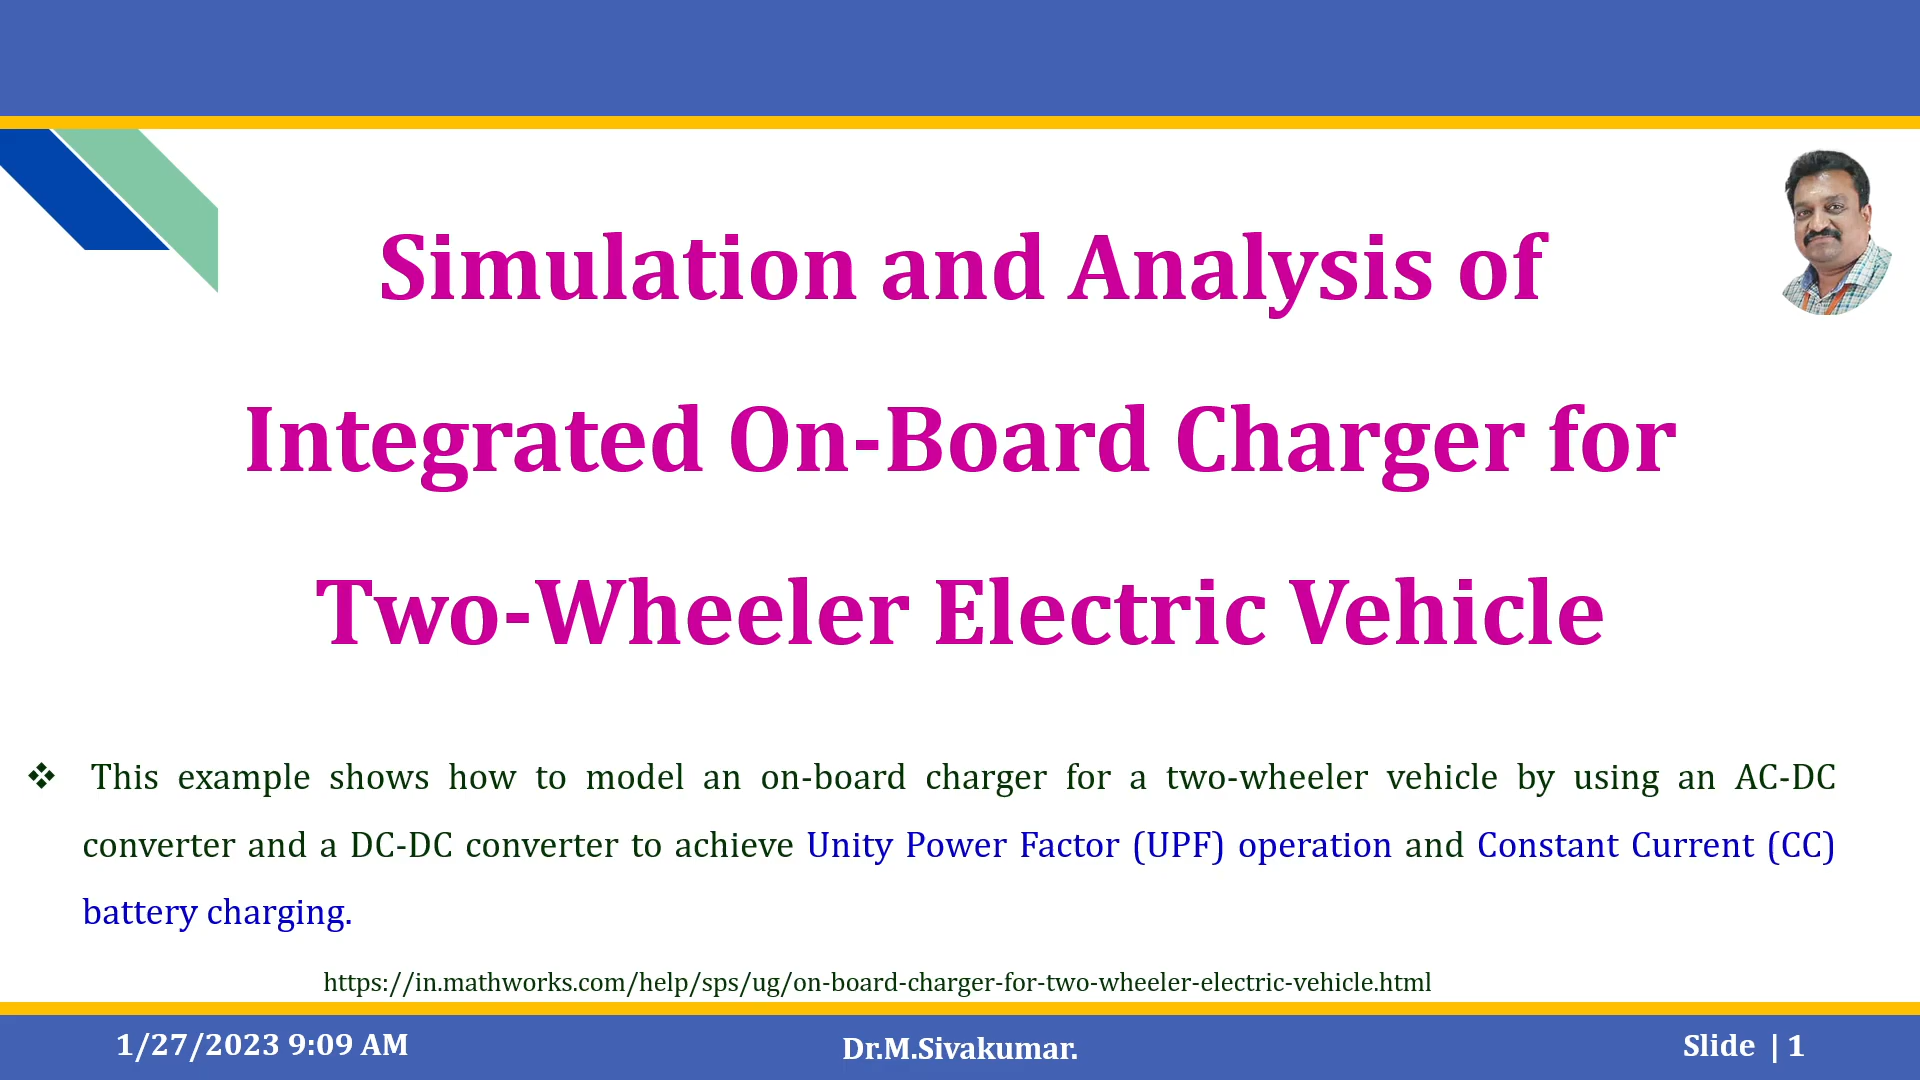 Simulation and Analysis of
Integrated On-Board Charger for
Two-Wheeler Electric Vehicle
❖ This example shows how to model an on-board charger for a two-wheeler vehicle by using an AC-DC
converter and a DC-DC converter to achieve Unity Power Factor (UPF) operation and Constant Current (CC)
battery charging.
https://in.mathworks.com/help/sps/ug/on-board-charger-for-two-wheeler-electric-vehicle.html
1/27/2023 9:09 AM
Dr.M.Sivakumar.
Slide | 1